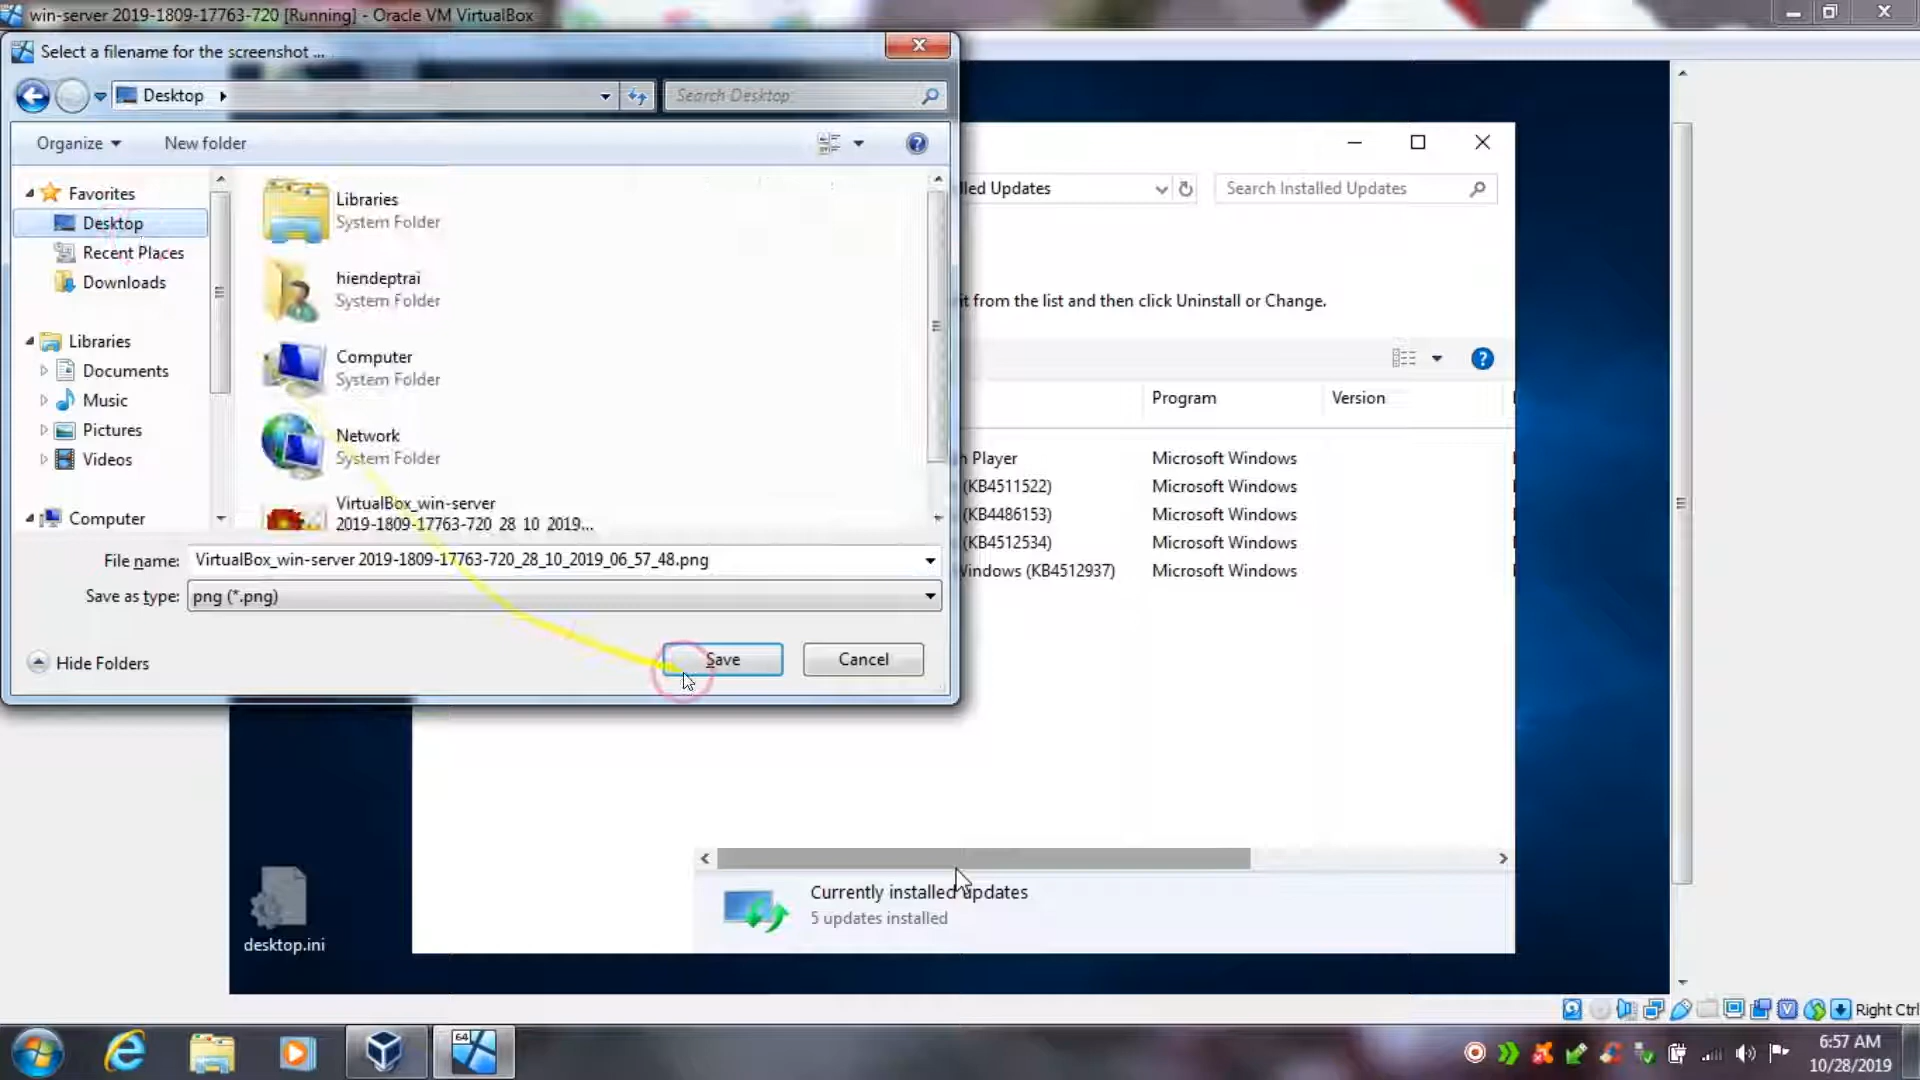 win-server 2019-1809-17763-720 [Running] - Oracle VM VirtualBox
Select a filename for the screenshot ...
Desktop
Search Desktop
Organize
New folder
Favorites
Desktop
Recent Places
Downloads
Libraries
Documents
Music
Pictures
Videos
Computer
Libraries
System Folder
hiendeptrai
System Folder
Computer
System Folder
Network
System Folder
VirtualBox_win-server
2019-1809-17763-720_28_10_2019...
File name: VirtualBox_win-server 2019-1809-17763-720_28_10_2019_06_57_48.png
Save as type: png (*.png)
Hide Folders
Save
Cancel
Updates
Search Installed Updates
it from the list and then click Uninstall or Change.
Program
Version
Player
Microsoft Windows
(KB4511522)
Microsoft Windows
(KB4486153)
Microsoft Windows
(KB4512534)
Microsoft Windows
Windows (KB4512937)
Microsoft Windows
Currently installed updates
5 updates installed
desktop.ini
Right Ctrl
64
6:57 AM
10/28/2019